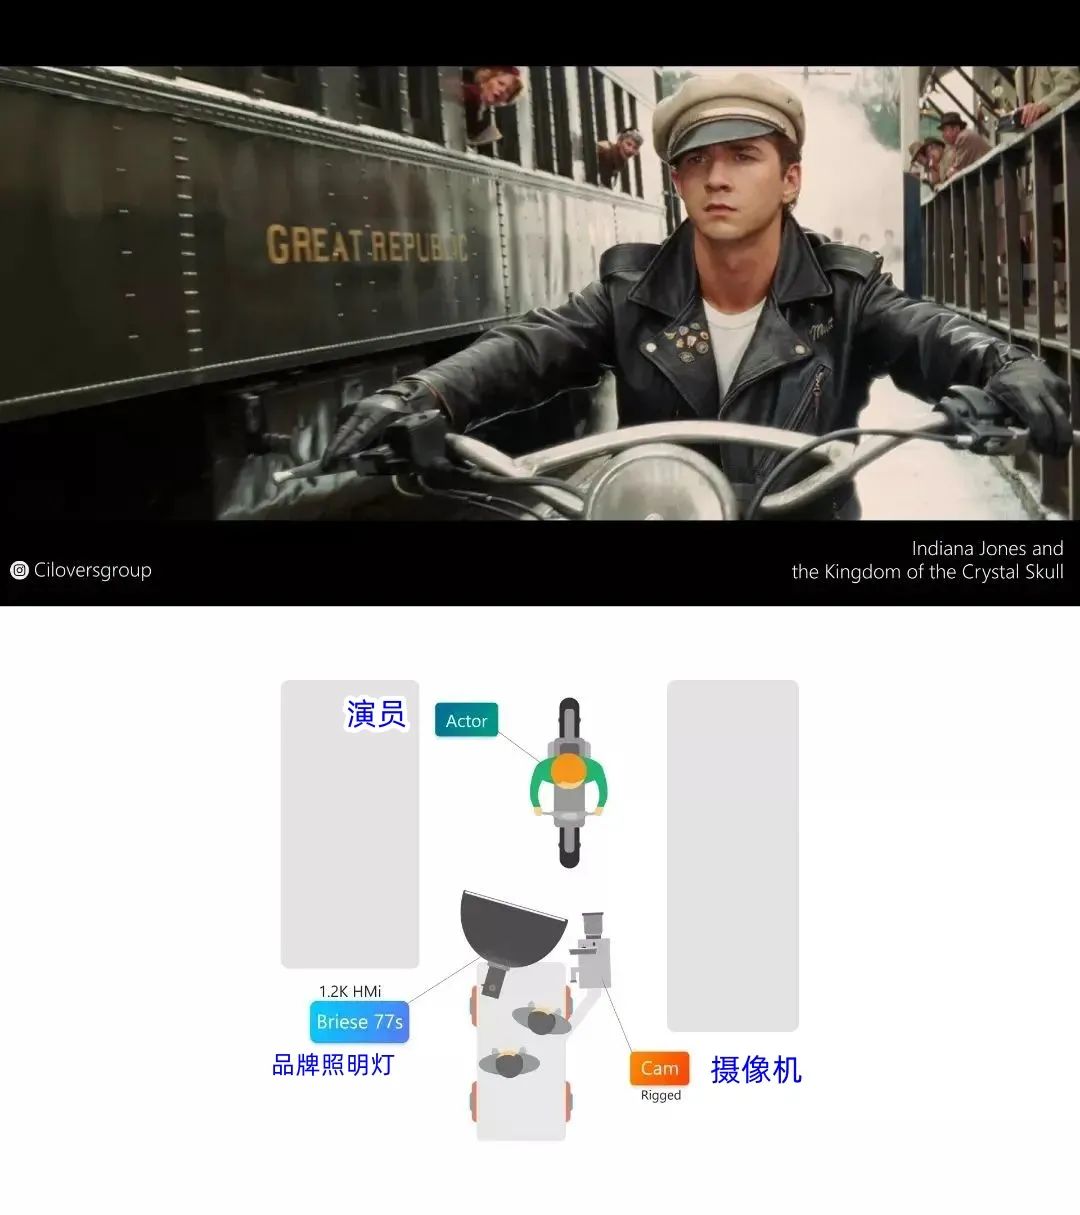 GREAT REPUBLIC
Mutt
Ciloversgroup
Indiana Jones and
the Kingdom of the Crystal Skull
演员
Actor
1.2K HMi
Briese 77s
品牌照明灯
Cam
摄像机
Rigged